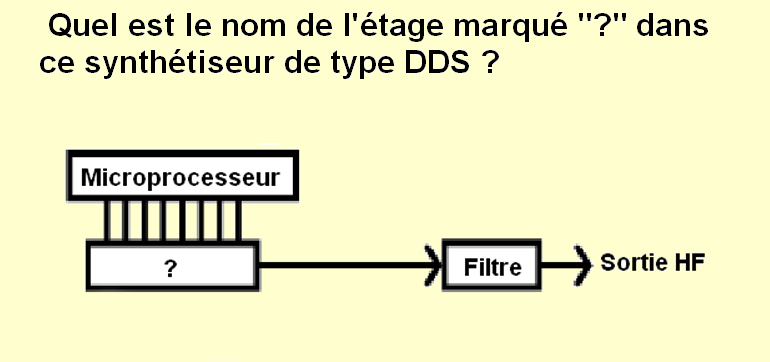 Quel est le nom de l'étage marqué "?" dans
ce synthétiseur de type DDS ?
Microprocesseur
?
Filtre
Sortie HF